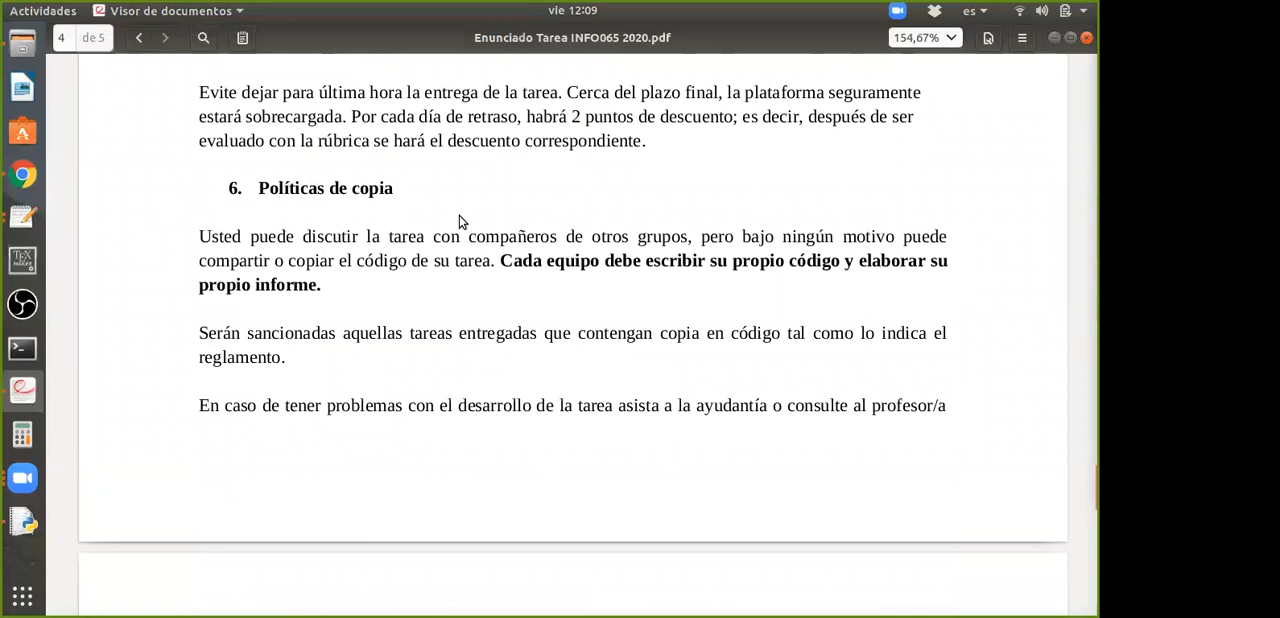 Actividades
Visor de documentos
vie 12:09
es
4
de 5
Enunciado Tarea INFO065 2020.pdf
154,67%
Evite dejar para última hora la entrega de la tarea. Cerca del plazo final, la plataforma seguramente
estará sobrecargada. Por cada día de retraso, habrá 2 puntos de descuento; es decir, después de ser
evaluado con la rúbrica se hará el descuento correspondiente.
6. Políticas de copia
Usted puede discutir la tarea con compañeros de otros grupos, pero bajo ningún motivo puede
compartir o copiar el código de su tarea. Cada equipo debe escribir su propio código y elaborar su
propio informe.
Serán sancionadas aquellas tareas entregadas que contengan copia en código tal como lo indica el
reglamento.
En caso de tener problemas con el desarrollo de la tarea asista a la ayudantía o consulte al profesor/a